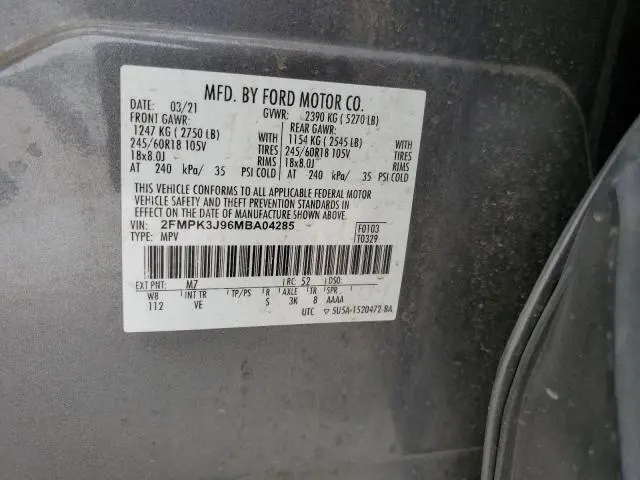 MFD. BY FORD MOTOR CO.
DATE: 03/21 GVWR: 2390 KG ( 5270 LB)
FRONT GAWR: REAR GAWR:
1247 KG ( 2750 LB) WITH 1154 KG ( 2545 LB) WITH
245/60R18 105V TIRES 245/60R18 105V TIRES
18x8.0J RIMS 18x8.0J RIMS
AT 240 kPa/ 35 PSI COLD AT 240 kPa/ 35 PSI COLD
THIS VEHICLE CONFORMS TO ALL APPLICABLE FEDERAL MOTOR
VEHICLE SAFETY AND THEFT PREVENTION STANDARDS IN EFFECT
ON THE DATE OF MANUFACTURE SHOWN ABOVE.
VIN: 2FMPK3J96MBA04285 F0103
TYPE: MPV T0329
EXT PNT: M7 RC: 52 DSO:
WB INT TR TP/PS R AXLE TR SPR
112 VE S 3K 8 AAAA
UTC ▽ 5U5A-1520472-BA